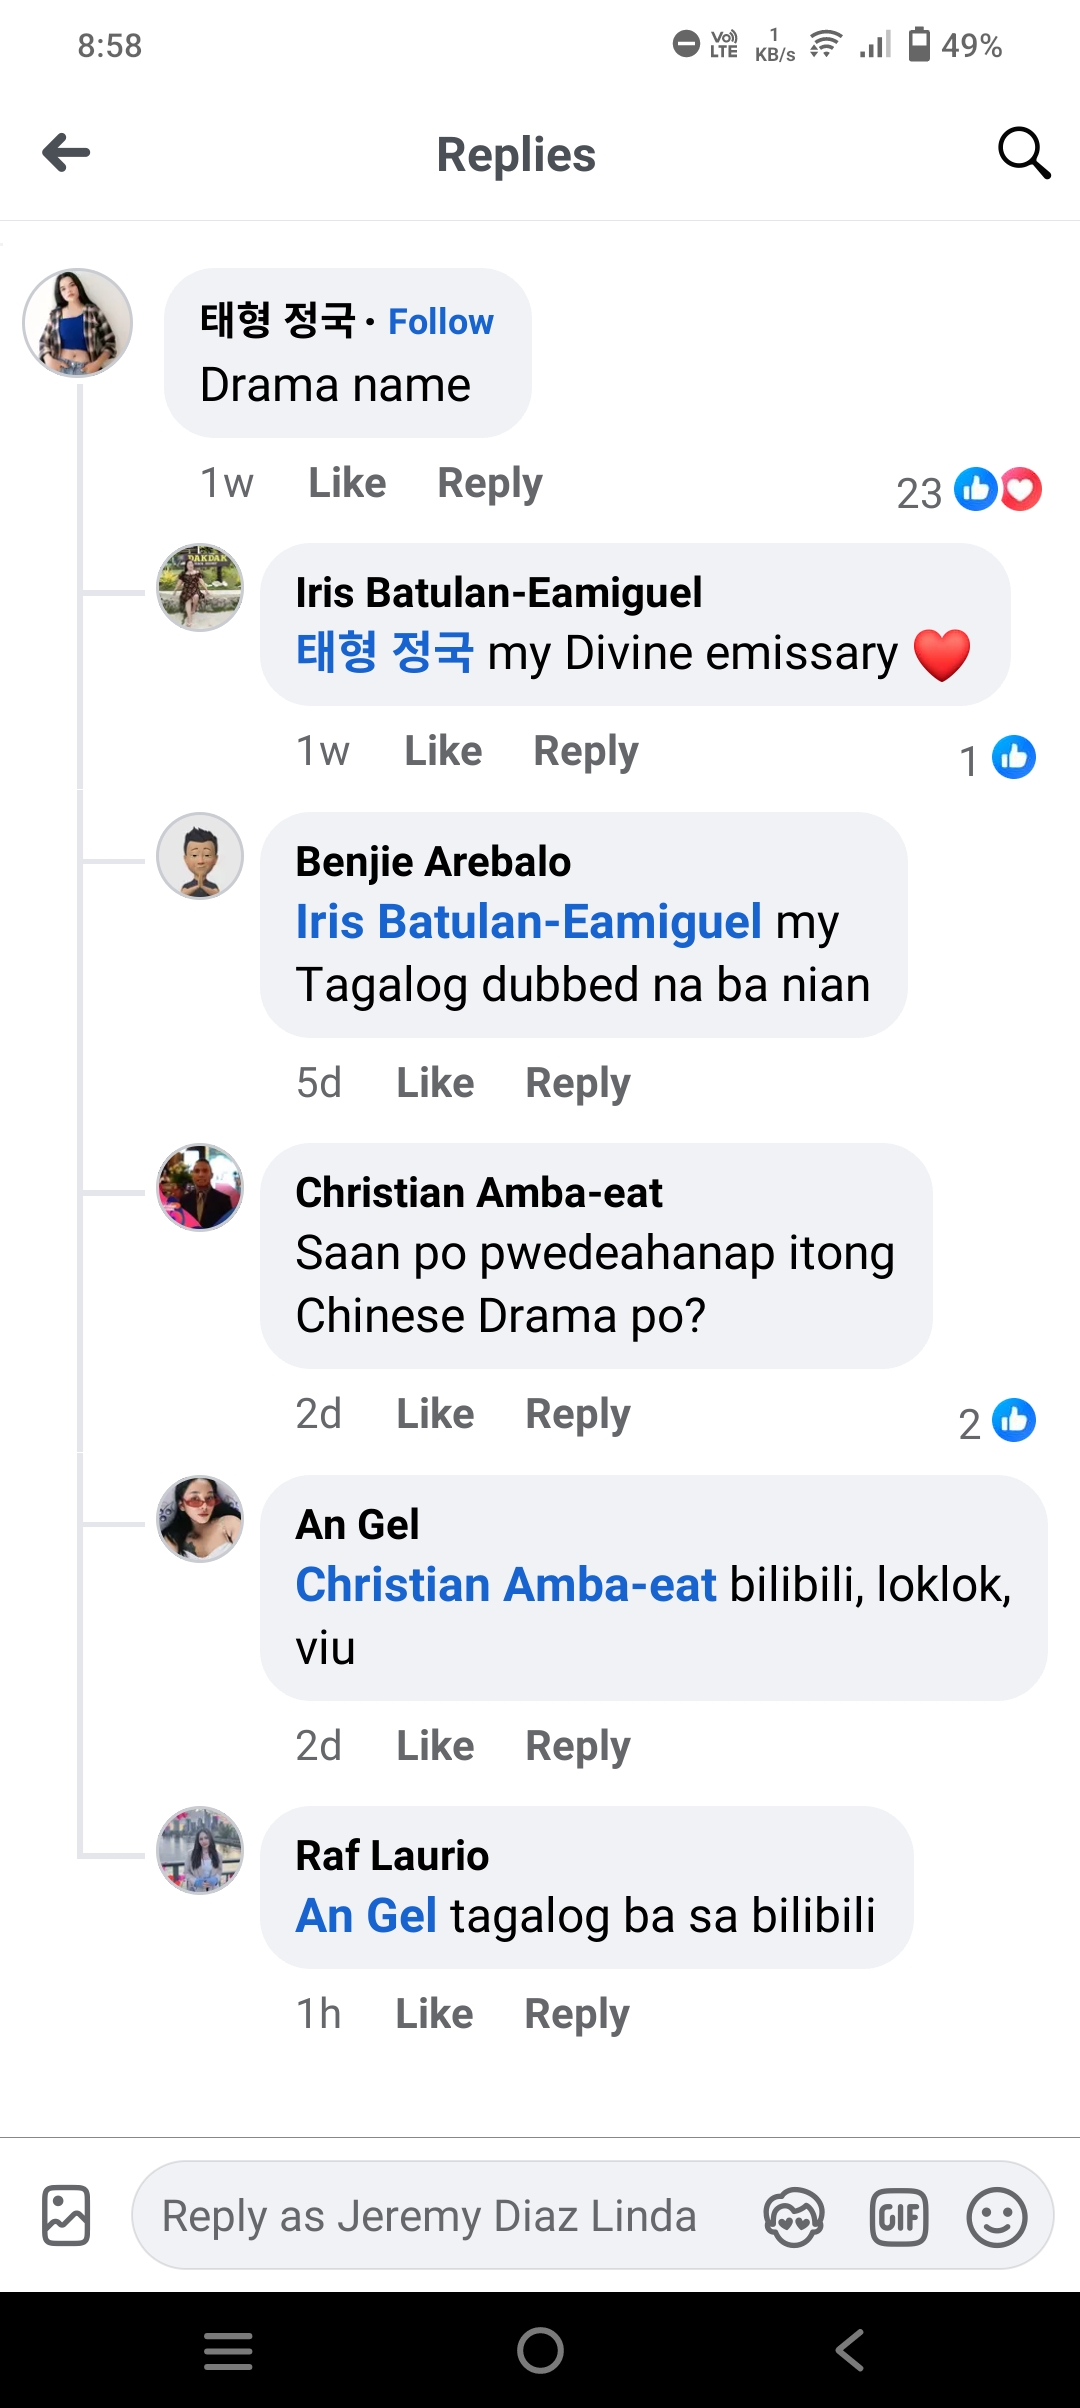 8:58
Vo) LTE
1 KB/s
49%
Replies
태형 정국 · Follow
Drama name
1w Like Reply
23
DAKDAK
Iris Batulan-Eamiguel
태형 정국 my Divine emissary ❤️
1w Like Reply
1
Benjie Arebalo
Iris Batulan-Eamiguel my
Tagalog dubbed na ba nian
5d Like Reply
Christian Amba-eat
Saan po pwedeahanap itong
Chinese Drama po?
2d Like Reply
2
An Gel
Christian Amba-eat bilibili, loklok,
viu
2d Like Reply
Raf Laurio
An Gel tagalog ba sa bilibili
1h Like Reply
Reply as Jeremy Diaz Linda
GIF